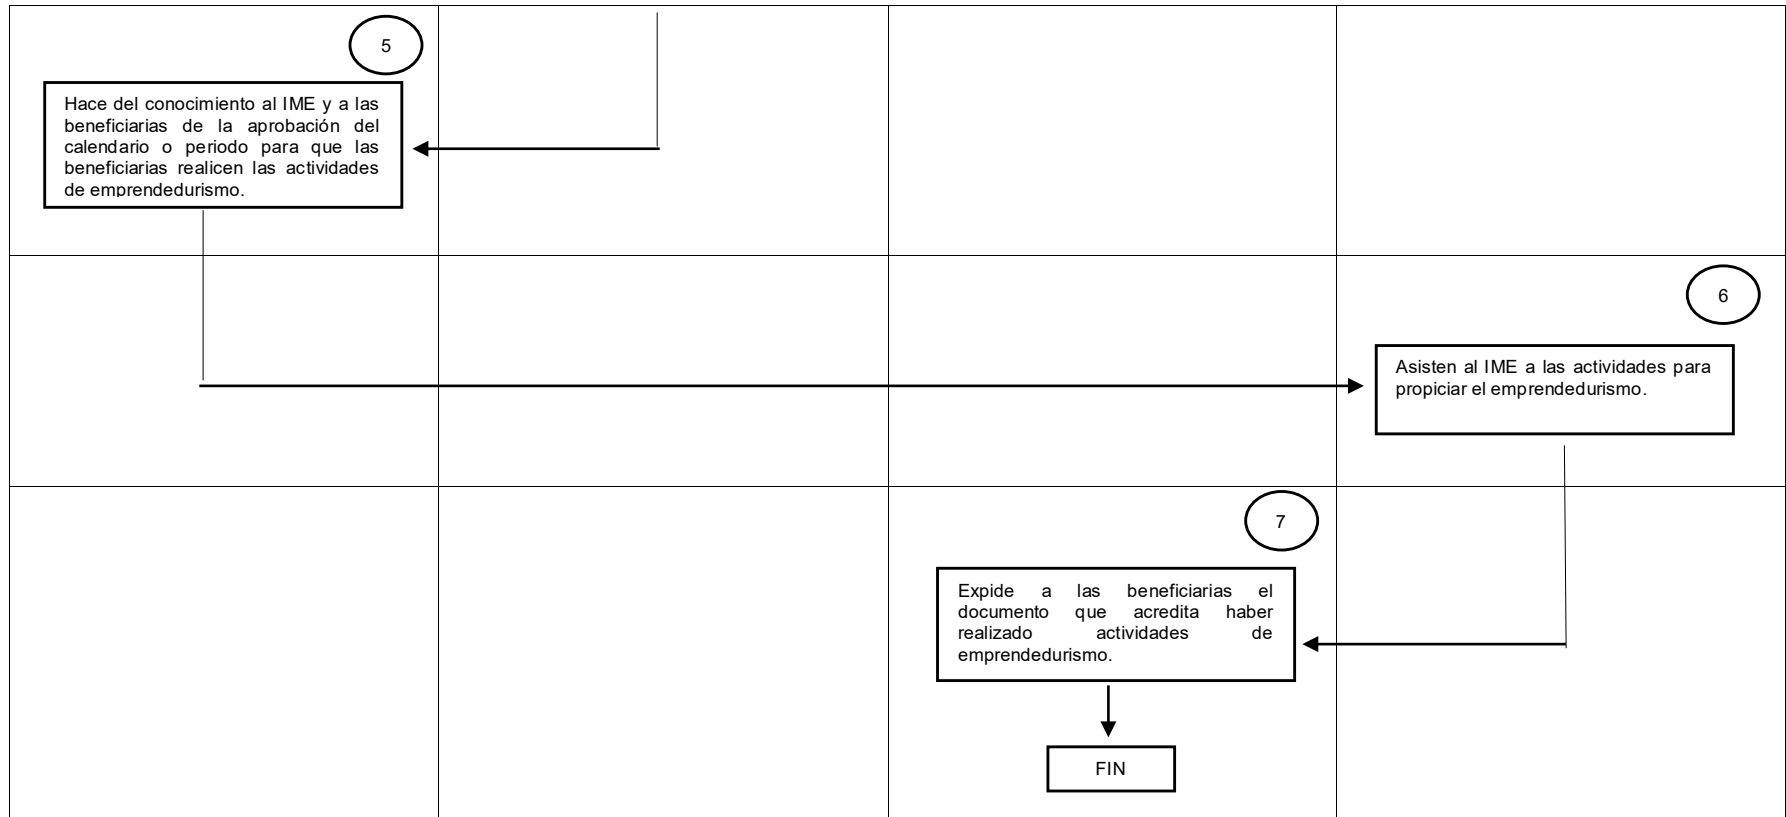 5
Hace del conocimiento al IME y a las
beneficiarias de la aprobación del
calendario o periodo para que las
beneficiarias realicen las actividades
de emprendedurismo.
6
Asisten al IME a las actividades para
propiciar el emprendedurismo.
7
Expide a las beneficiarias el
documento que acredita haber
realizado actividades de
emprendedurismo.
FIN